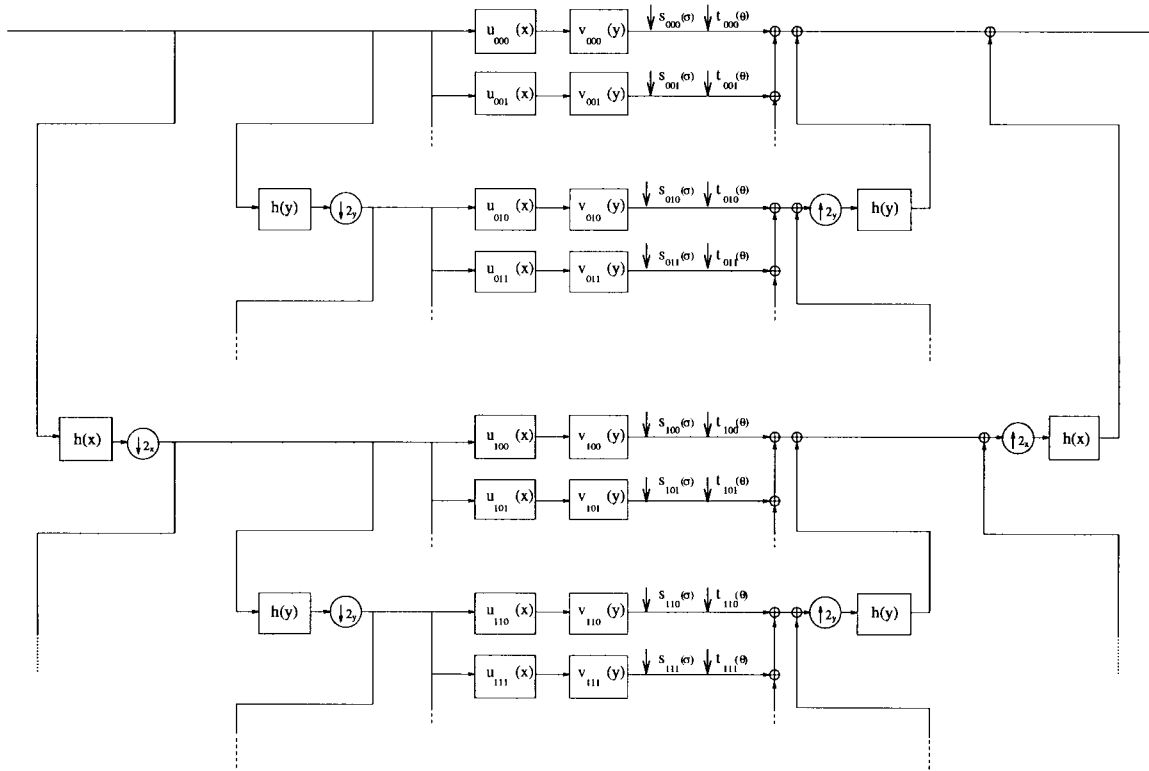 s₀₀₀(σ) t₀₀₀(θ)
u₀₀₀(x) v₀₀₀(y)
s₀₀₁(σ) t₀₀₁(θ)
u₀₀₁(x) v₀₀₁(y)
s₀₁₀(σ) t₀₁₀(θ)
h(y) ↓2y u₀₁₀(x) v₀₁₀(y) ↑2y h(y)
s₀₁₁(σ) t₀₁₁(θ)
u₀₁₁(x) v₀₁₁(y)
s₁₀₀(σ) t₁₀₀(θ)
h(x) ↓2x u₁₀₀(x) v₁₀₀(y) ↑2x h(x)
s₁₀₁(σ) t₁₀₁(θ)
u₁₀₁(x) v₁₀₁(y)
s₁₁₀(σ) t₁₁₀(θ)
h(y) ↓2y u₁₁₀(x) v₁₁₀(y) ↑2y h(y)
s₁₁₁(σ) t₁₁₁(θ)
u₁₁₁(x) v₁₁₁(y)